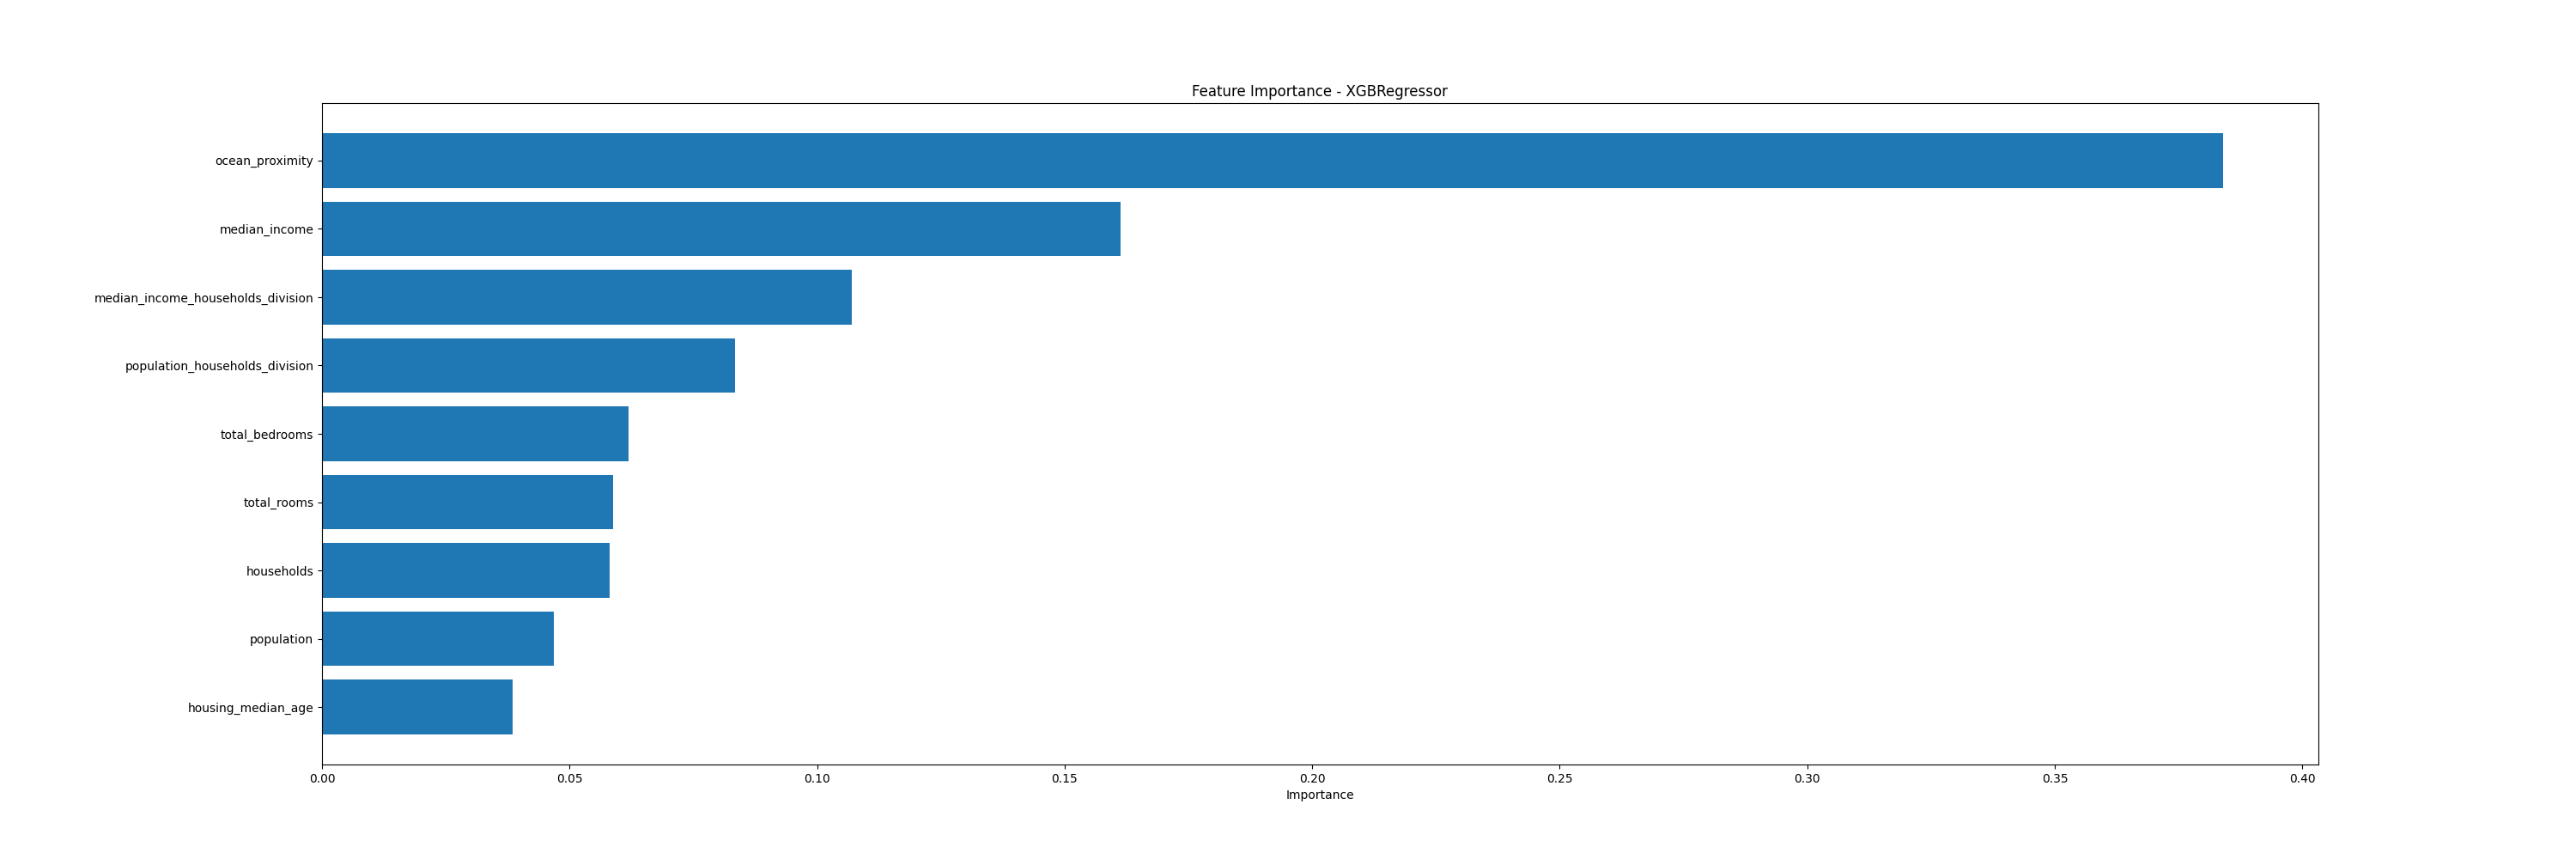 Feature Importance - XGBRegressor
ocean_proximity
median_income
median_income_households_division
population_households_division
total_bedrooms
total_rooms
households
population
housing_median_age
0.00 0.05 0.10 0.15 0.20 0.25 0.30 0.35 0.40
Importance